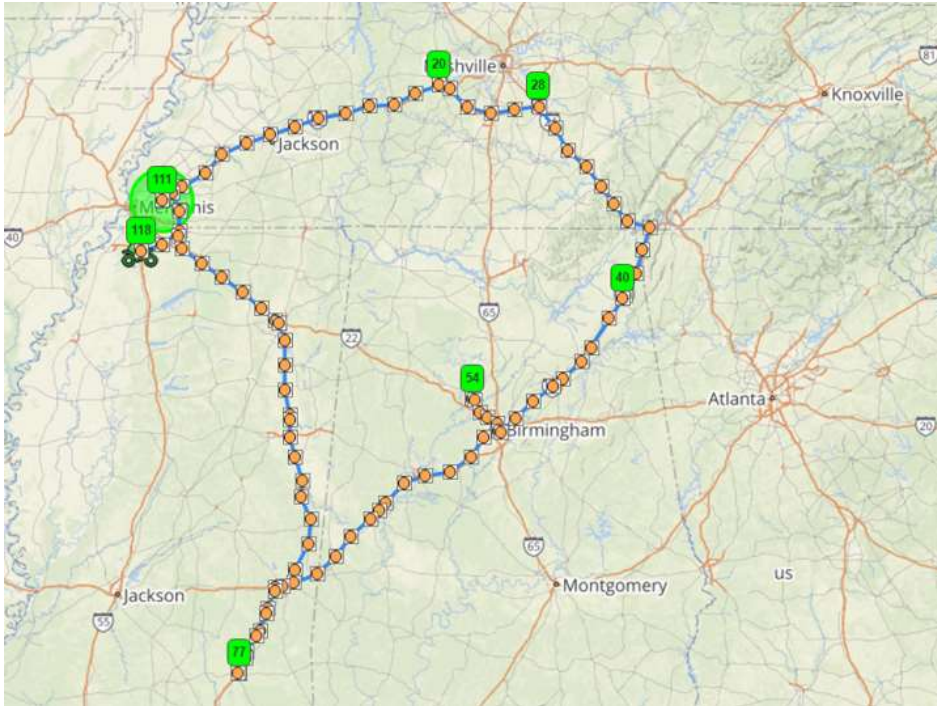 20
shville
81
28
Knoxville
Jackson
111
Memphis
118
40
40
65
22
54
Atlanta
Birmingham
20
65
us
Montgomery
Jackson
55
77